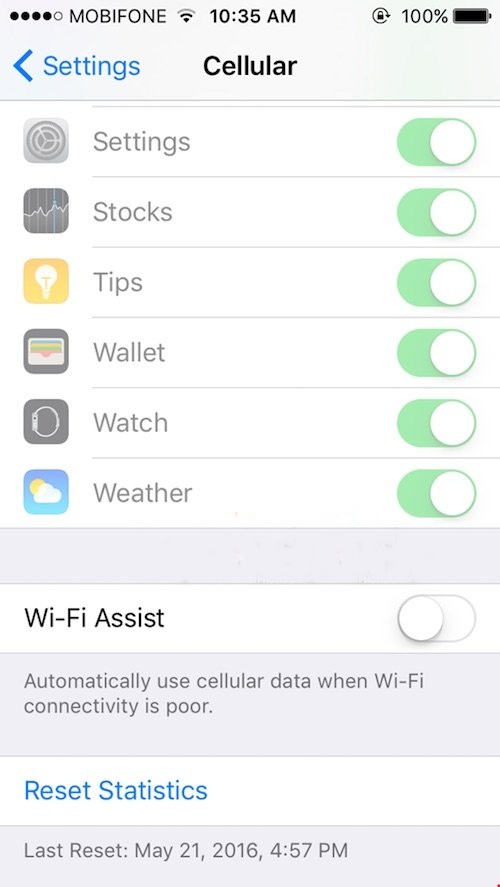 MOBIFONE 10:35 AM 100%
Settings Cellular
Settings
Stocks
Tips
Wallet
Watch
Weather
Wi-Fi Assist
Automatically use cellular data when Wi-Fi
connectivity is poor.
Reset Statistics
Last Reset: May 21, 2016, 4:57 PM